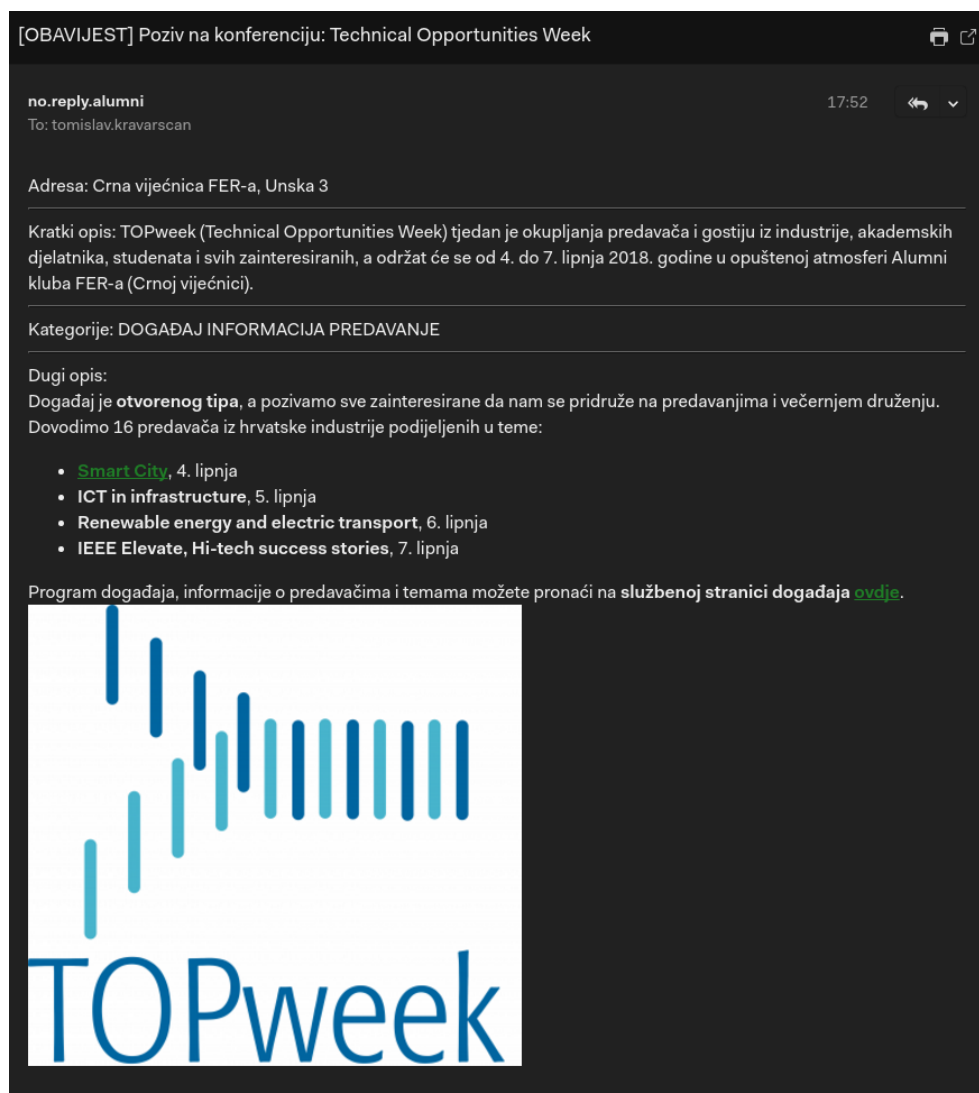 [OBAVIJEST] Poziv na konferenciju: Technical Opportunities Week
no.reply.alumni
17:52
To: tomislav.kravarscan
Adresa: Crna vijećnica FER-a, Unska 3
Kratki opis: TOPweek (Technical Opportunities Week) tjedan je okupljanja predavača i gostiju iz industrije, akademskih
djelatnika, studenata i svih zainteresiranih, a održat će se od 4. do 7. lipnja 2018. godine u opuštenoj atmosferi Alumni
kluba FER-a (Crnoj vijećnici).
Kategorije: DOGAĐAJ INFORMACIJA PREDAVANJE
Dugi opis:
Događaj je otvorenog tipa, a pozivamo sve zainteresirane da nam se pridruže na predavanjima i večernjem druženju.
Dovodimo 16 predavača iz hrvatske industrije podijeljenih u teme:
• Smart City, 4. lipnja
• ICT in infrastructure, 5. lipnja
• Renewable energy and electric transport, 6. lipnja
• IEEE Elevate, Hi-tech success stories, 7. lipnja
Program događaja, informacije o predavačima i temama možete pronaći na službenoj stranici događaja ovdje.
TOPweek